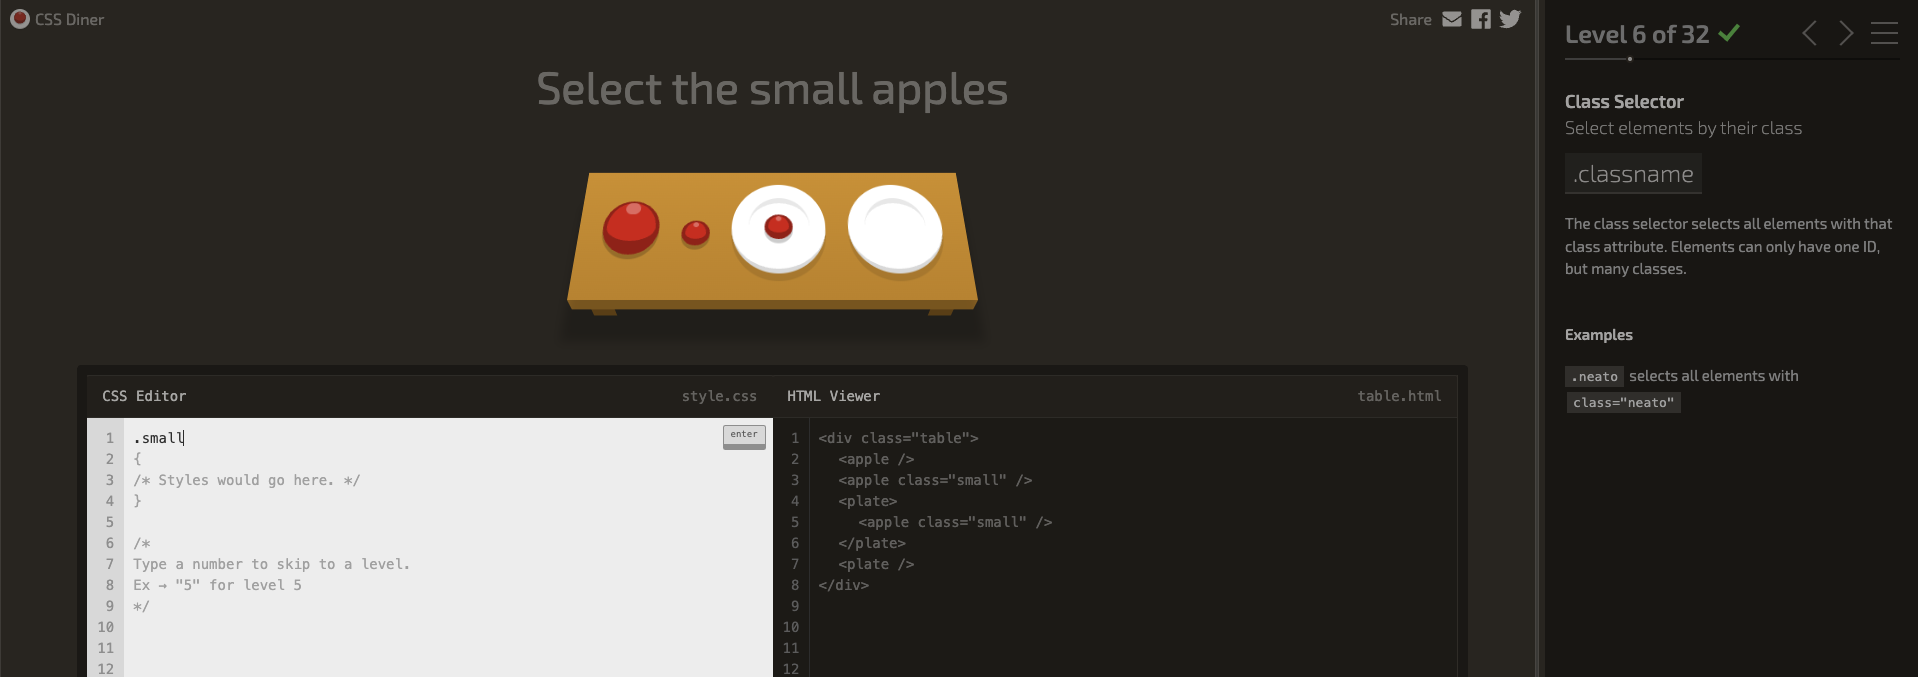 CSS Diner
Share
Select the small apples
CSS Editor
style.css
1 .small
enter
2 {
3 /* Styles would go here. */
4 }
5
6 /*
7 Type a number to skip to a level.
8 Ex → "5" for level 5
9 */
10
11
12
HTML Viewer
table.html
1 <div class="table">
2 <apple />
3 <apple class="small" />
4 <plate>
5 <apple class="small" />
6 </plate>
7 <plate />
8 </div>
9
10
11
12
Level 6 of 32
Class Selector
Select elements by their class
.classname
The class selector selects all elements with that
class attribute. Elements can only have one ID,
but many classes.
Examples
.neato selects all elements with
class="neato"